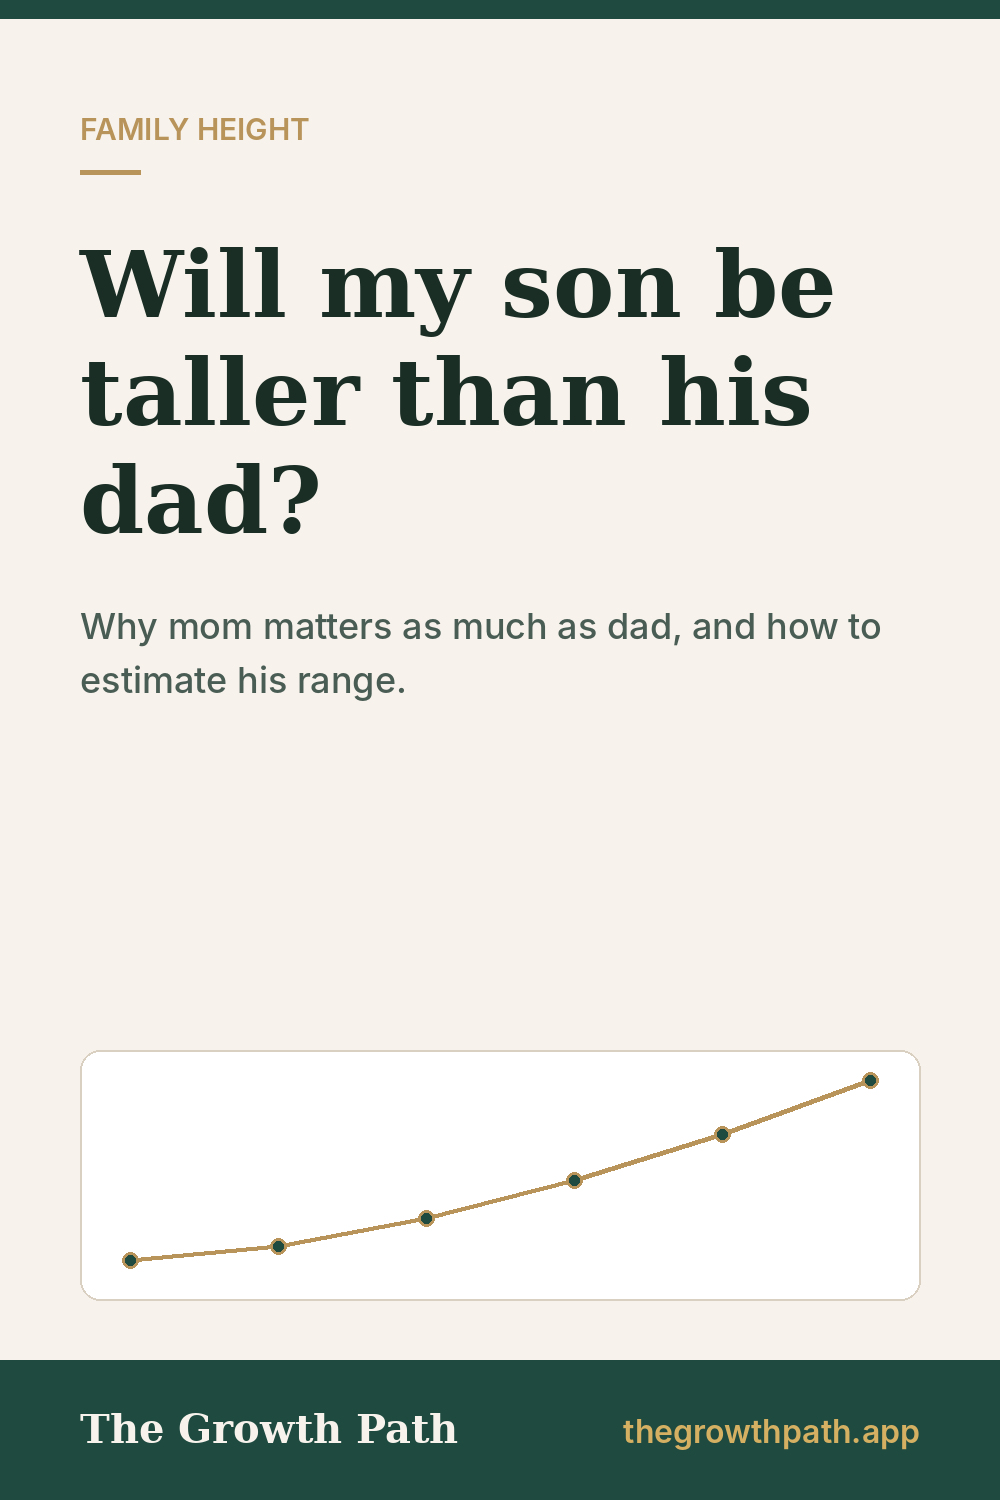 FAMILY HEIGHT
Will my son be
taller than his
dad?
Why mom matters as much as dad, and how to
estimate his range.
The Growth Path
thegrowthpath.app